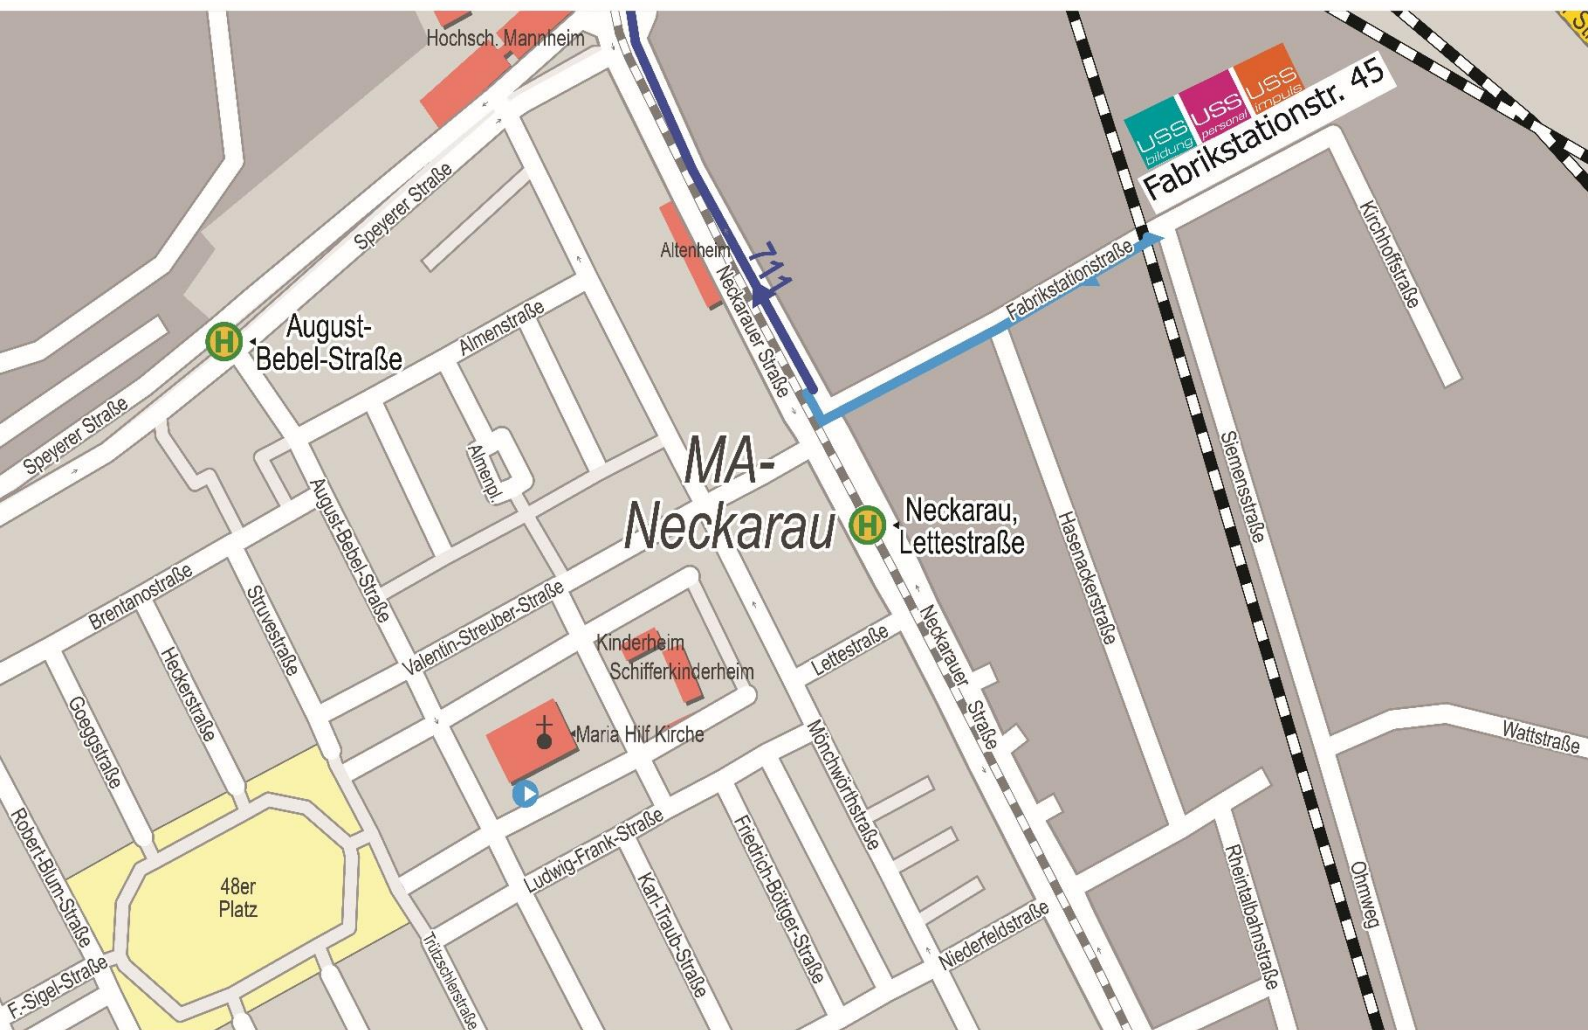 Hochsch. Mannheim
USS
bildung
USS
personal
USS
impuls
Fabrikstationstr. 45
Speyerer Straße
Altenheim
711
Neckarauer Straße
Fabrikstationstraße
Kirchhoffstraße
August-
Bebel-Straße
H
Almenstraße
Speyerer Straße
Almenpl.
MA-
Neckarau
H
Neckarau,
Lettestraße
Siemensstraße
Hasenackerstraße
August-Bebel-Straße
Brentanostraße
Struvestraße
Valentin-Streuber-Straße
Heckerstraße
Goeggstraße
Kinderheim
Schifferkinderheim
Lettestraße
Neckarauer Straße
Maria Hilf Kirche
Mönchwörthstraße
Wattstraße
Robert-Blum-Straße
48er
Platz
Ludwig-Frank-Straße
Karl-Traub-Straße
Friedrich-Böttger-Straße
Niederfeldstraße
Rheintalbahnstraße
Ohmweg
F.-Sigel-Straße
Trützschlerstraße